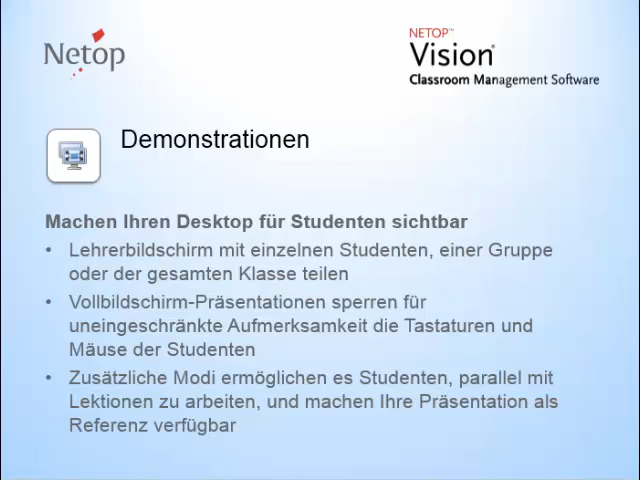 Netop
NETOP™
Vision®
Classroom Management Software
Demonstrationen
Machen Ihren Desktop für Studenten sichtbar
• Lehrerbildschirm mit einzelnen Studenten, einer Gruppe
oder der gesamten Klasse teilen
• Vollbildschirm-Präsentationen sperren für
uneingeschränkte Aufmerksamkeit die Tastaturen und
Mäuse der Studenten
• Zusätzliche Modi ermöglichen es Studenten, parallel mit
Lektionen zu arbeiten, und machen Ihre Präsentation als
Referenz verfügbar